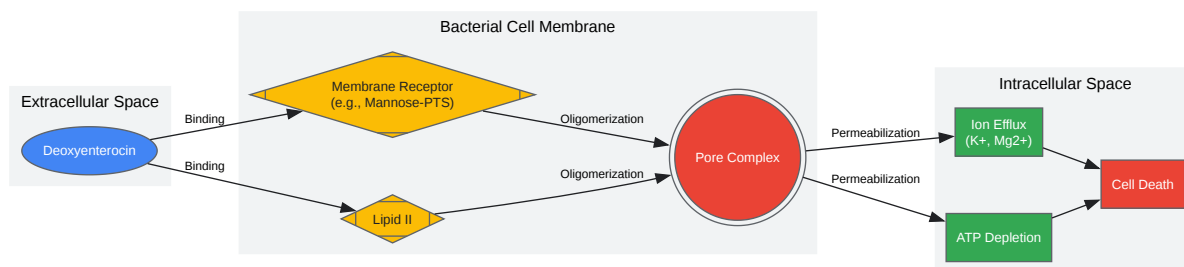 Bacterial Cell Membrane
Extracellular Space
Intracellular Space
Deoxyenterocin
Binding
Binding
Membrane Receptor
(e.g., Mannose-PTS)
Lipid II
Oligomerization
Oligomerization
Pore Complex
Permeabilization
Permeabilization
Ion Efflux
(K+, Mg2+)
ATP Depletion
Cell Death